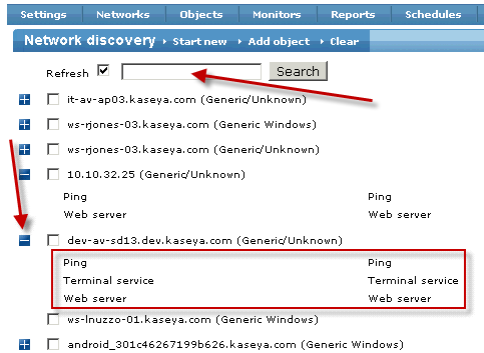 Settings Networks Objects Monitors Reports Schedules
Network discovery › Start new › Add object › Clear
Refresh Search
it-av-ap03.kaseya.com (Generic/Unknown)
ws-rjones-03.kaseya.com (Generic Windows)
ws-rjones-03.kaseya.com (Generic/Unknown)
10.10.32.25 (Generic/Unknown)
Ping Ping
Web server Web server
dev-av-sd13.dev.kaseya.com (Generic/Unknown)
Ping Ping
Terminal service Terminal service
Web server Web server
ws-lnuzzo-01.kaseya.com (Generic Windows)
android_301c46267199b626.kaseya.com (Generic Windows)